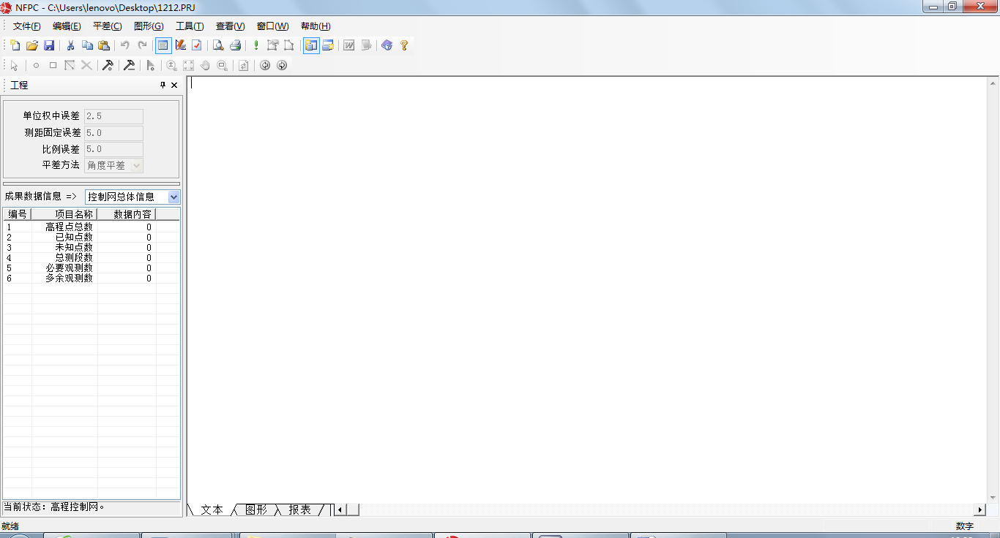 NFPC - C:\Users\lenovo\Desktop\1212.PRJ
文件(F) 编辑(E) 平差(C) 图形(G) 工具(T) 查看(V) 窗口(W) 帮助(H)
工程
单位权中误差 2.5
测距固定误差 5.0
比例误差 5.0
平差方法 角度平差
成果数据信息 => 控制网总体信息
编号 项目名称 数据内容
1 高程点总数 0
2 已知点数 0
3 未知点数 0
4 总测段数 0
5 必要观测数 0
6 多余观测数 0
当前状态：高程控制网。
文本 图形 报表
就绪 数字